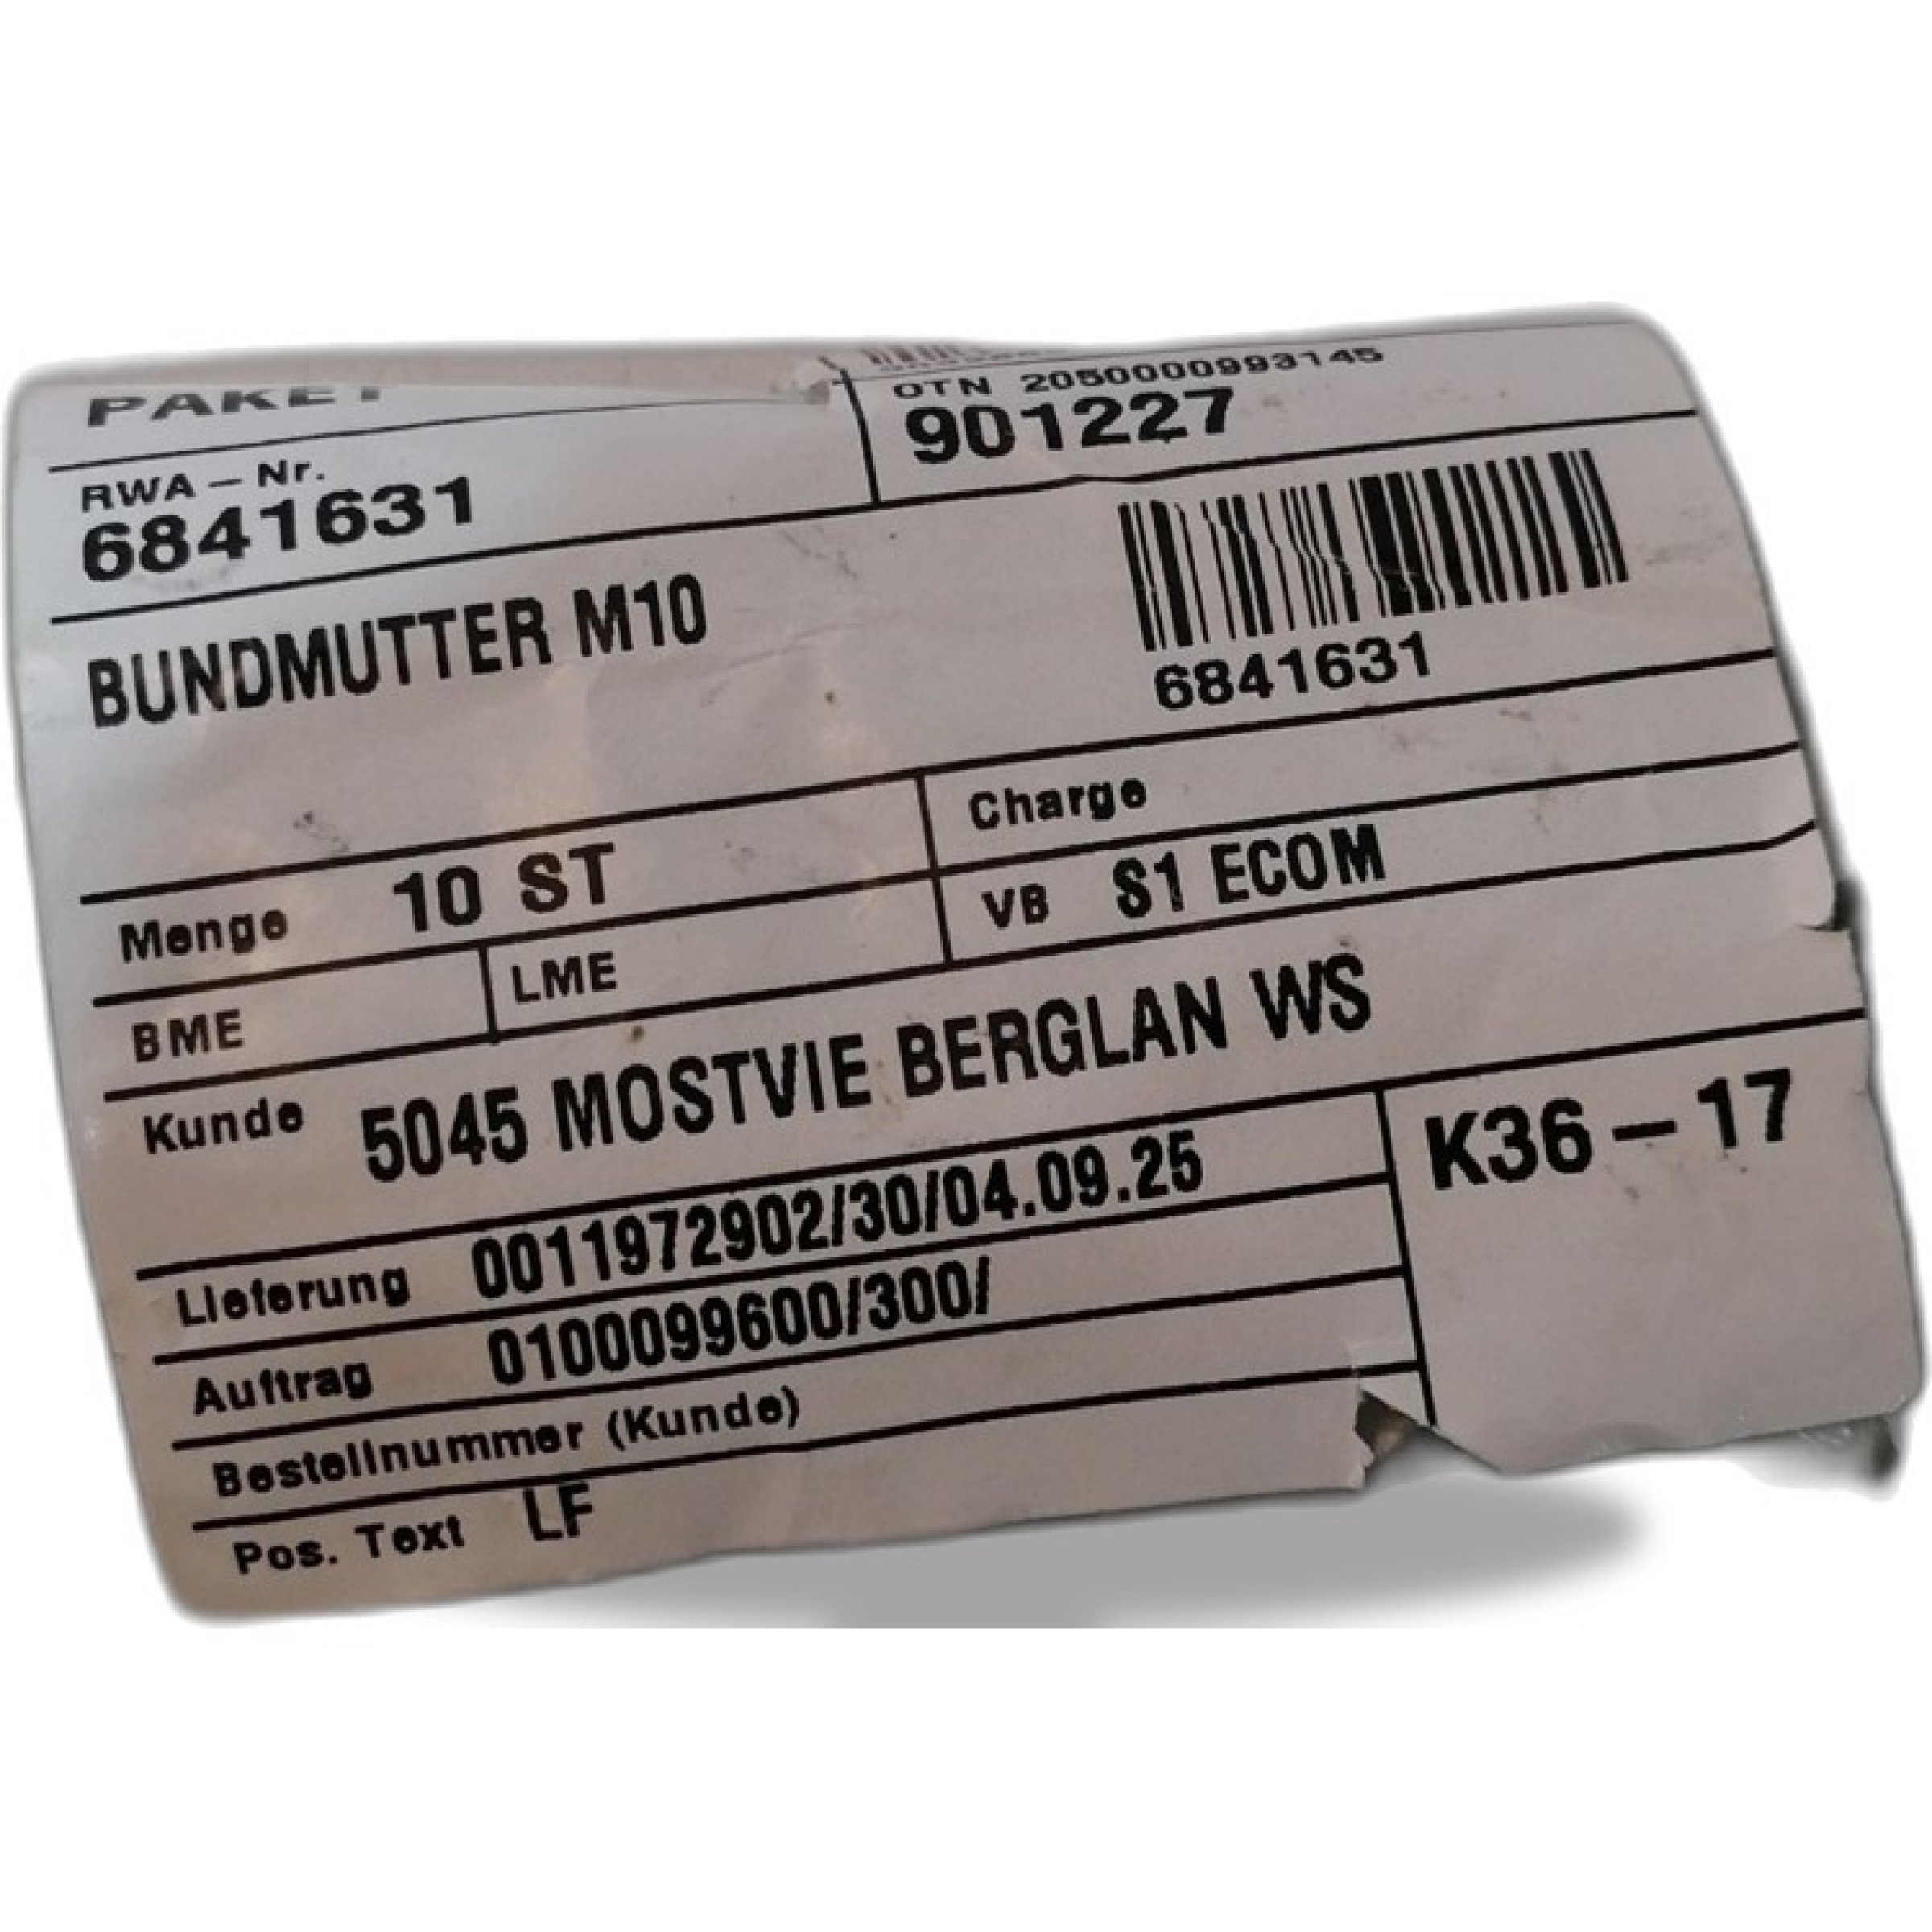 PAKET
OTN 2050000993145
901227
RWA-Nr.
6841631
BUNDMUTTER M10
6841631
Menge 10 ST
Charge
BME LME
VB S1 ECOM
Kunde 5045 MOSTVIE BERGLAN WS
Lieferung 0011972902/30/04.09.25
K36-17
Auftrag 0100099600/300/
Bestellnummer (Kunde)
Pos. Text LF